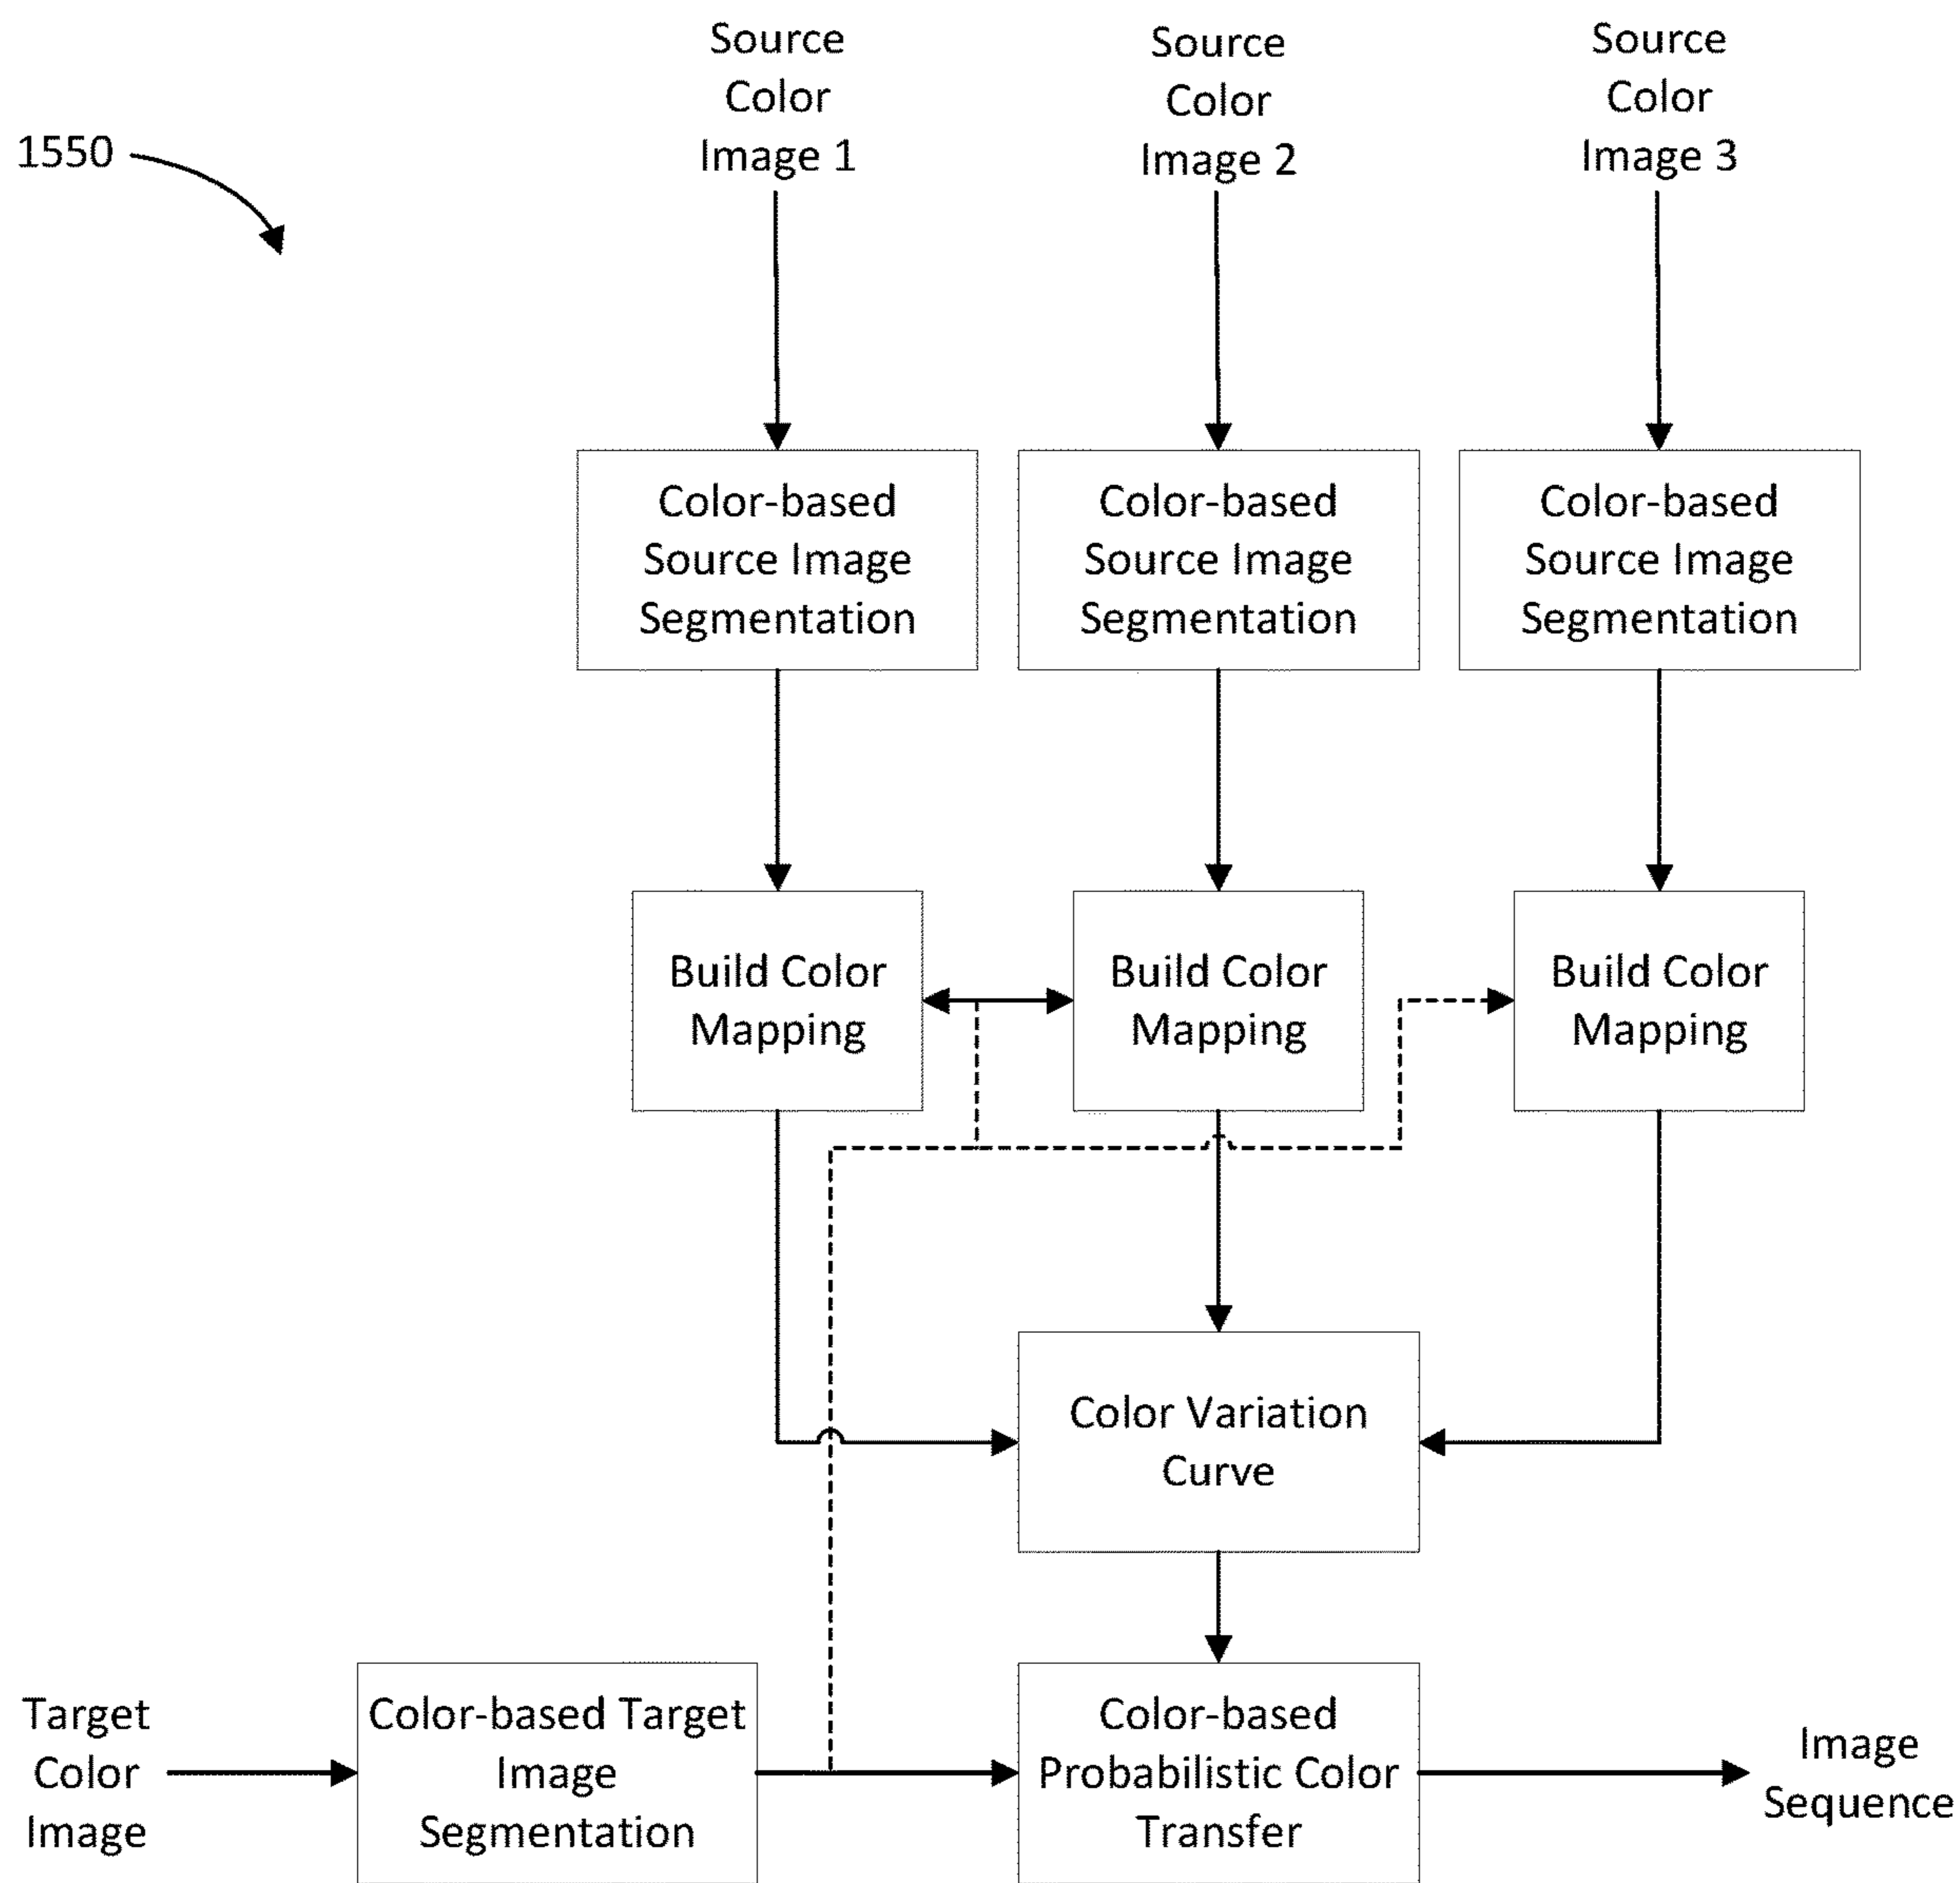 Source
Color
Image 1
Source
Color
Image 2
Source
Color
Image 3
1550
Color-based
Source Image
Segmentation
Color-based
Source Image
Segmentation
Color-based
Source Image
Segmentation
Build Color
Mapping
Build Color
Mapping
Build Color
Mapping
Color Variation
Curve
Target
Color
Image
Color-based Target
Image
Segmentation
Color-based
Probabilistic Color
Transfer
Image
Sequence